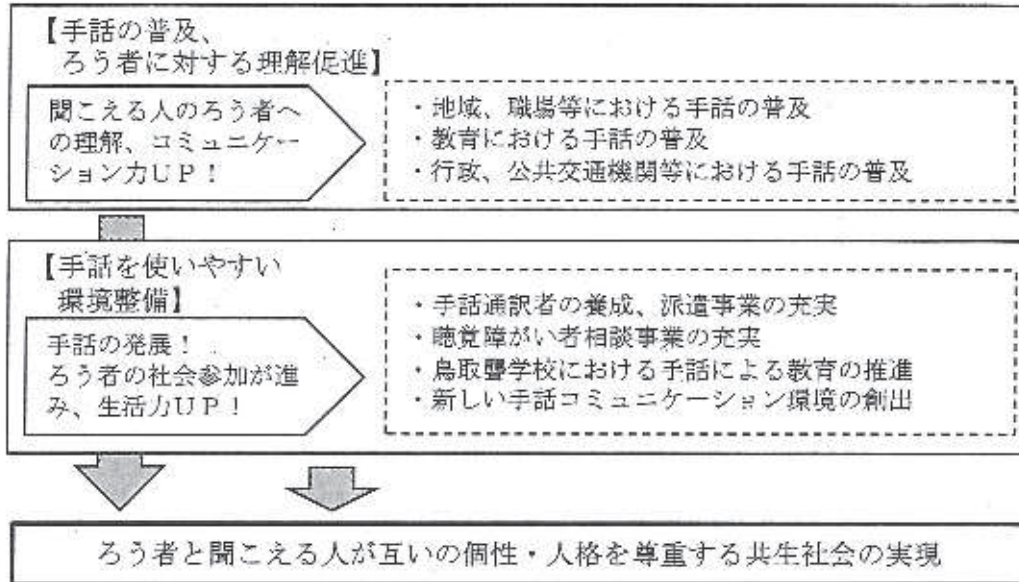 【手話の普及、
ろう者に対する理解促進】
聞こえる人のろう者へ
の理解、コミュニケー
ション力ＵＰ！
・地域、職場等における手話の普及
・教育における手話の普及
・行政、公共交通機関等における手話の普及
【手話を使いやすい
環境整備】
手話の発展！
ろう者の社会参加が進
み、生活力ＵＰ！
・手話通訳者の養成、派遣事業の充実
・聴覚障がい者相談事業の充実
・鳥取聾学校における手話による教育の推進
・新しい手話コミュニケーション環境の創出
ろう者と聞こえる人が互いの個性・人格を尊重する共生社会の実現